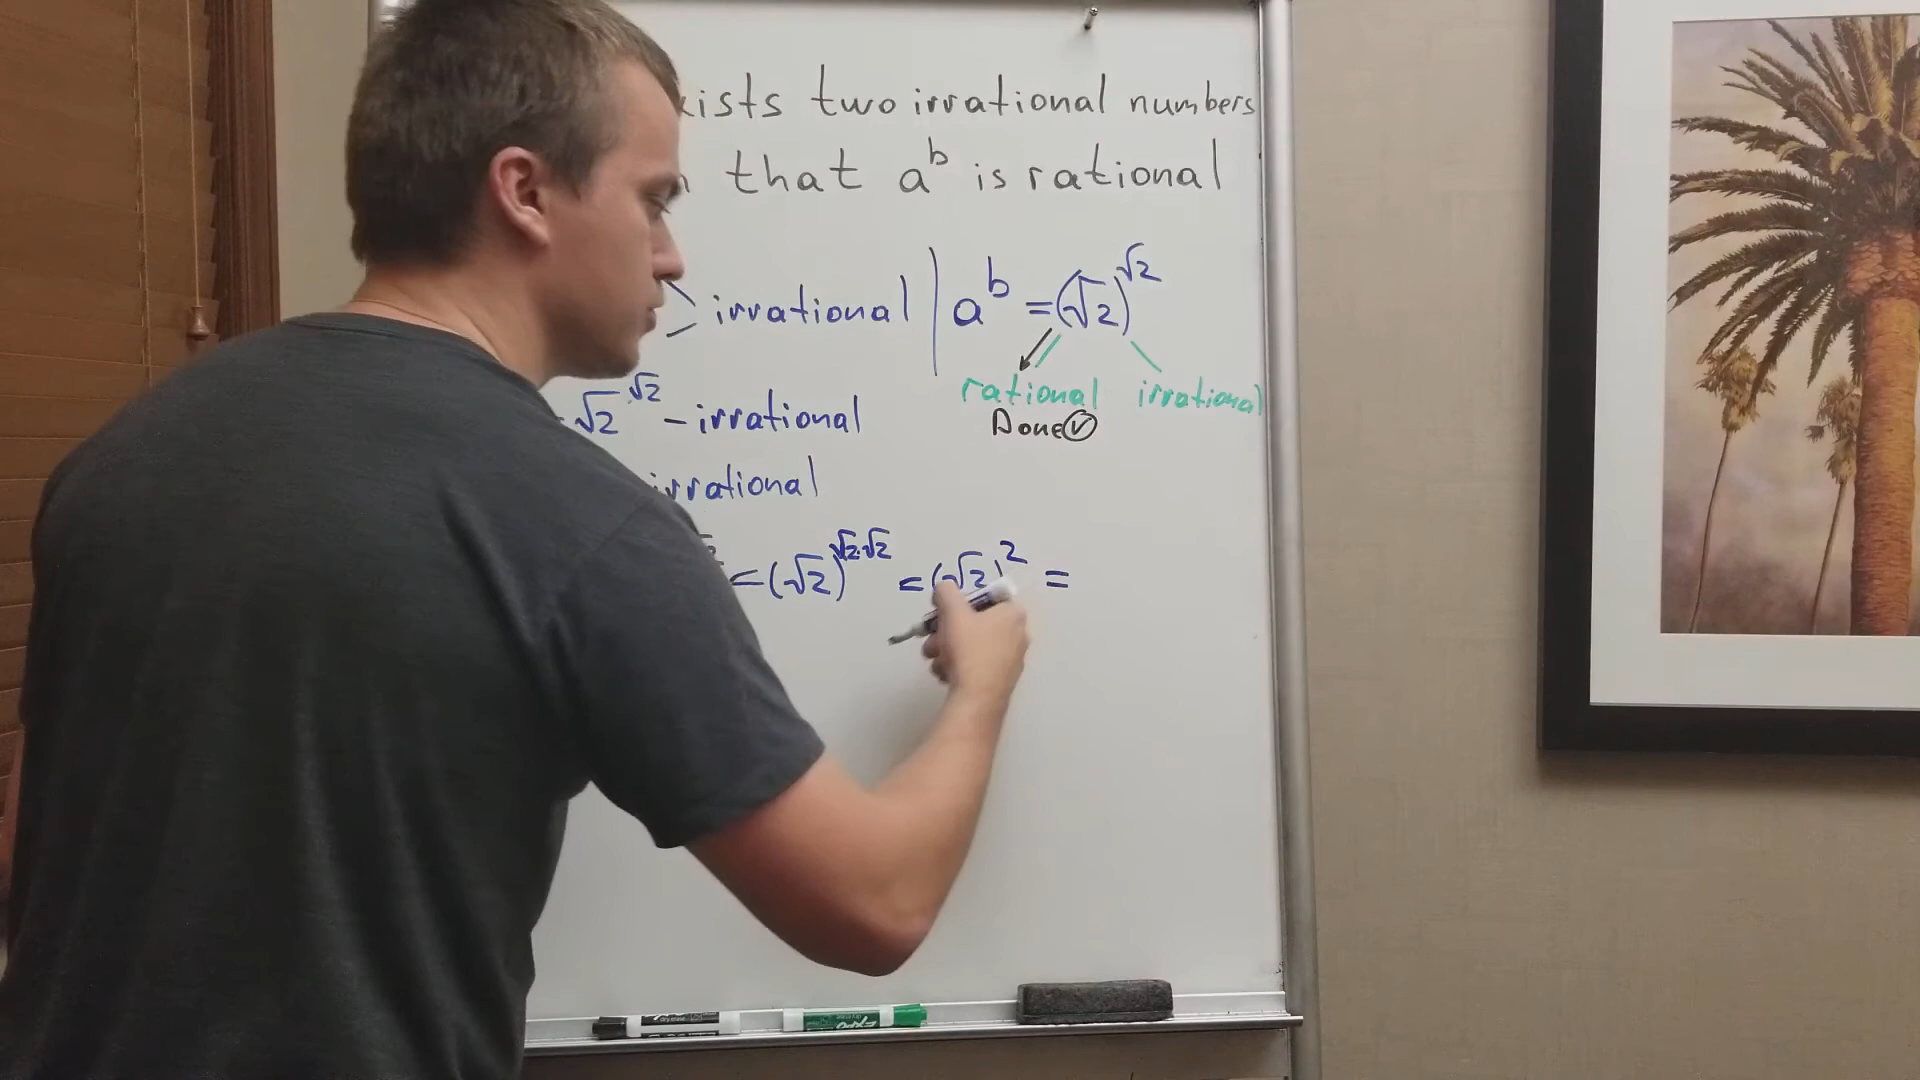 two irrational numbers
that a^b is rational
irrational | a^b = (√2)^√2
rational irrational
Done
√2^√2 - irrational
irrational
= (√2)^√2·√2 = (√2)^2 =
EXPO